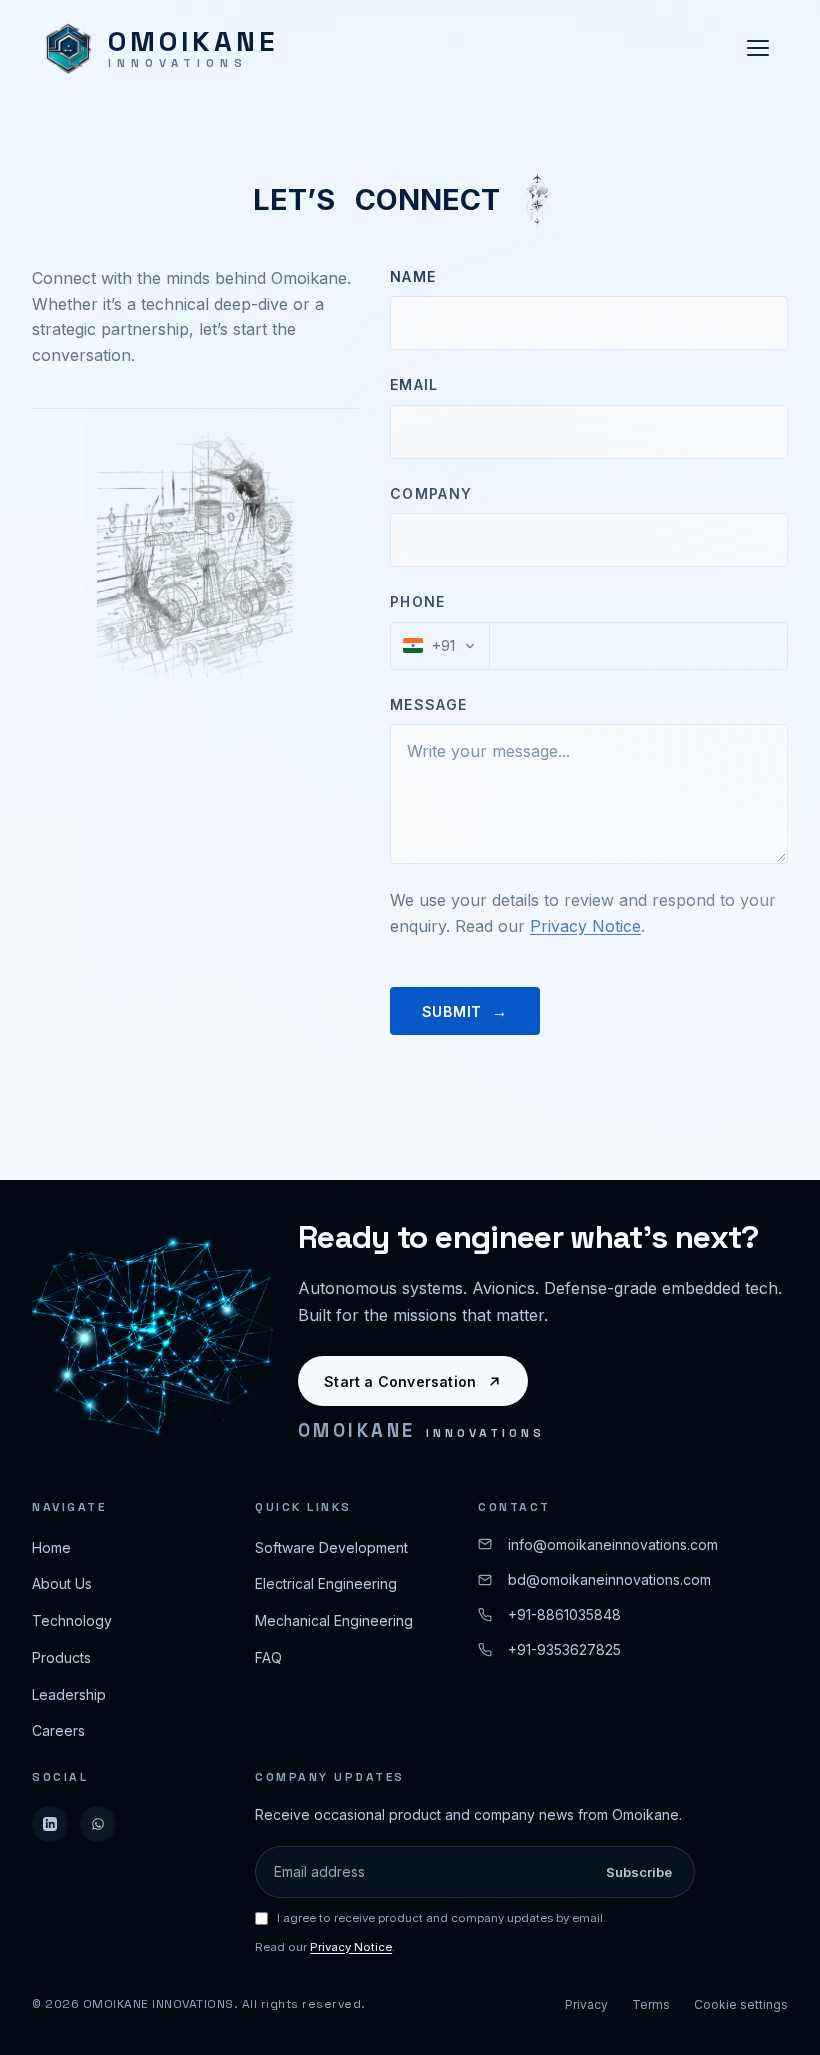 OMOIKANE
INNOVATIONS
LET’S CONNECT
Connect with the minds behind Omoikane.
Whether it’s a technical deep-dive or a
strategic partnership, let’s start the
conversation.
NAME
EMAIL
COMPANY
PHONE
+91
MESSAGE
Write your message...
We use your details to review and respond to your
enquiry. Read our Privacy Notice.
SUBMIT →
Ready to engineer what’s next?
Autonomous systems. Avionics. Defense-grade embedded tech.
Built for the missions that matter.
Start a Conversation ↗
OMOIKANE INNOVATIONS
NAVIGATE
Home
About Us
Technology
Products
Leadership
Careers
QUICK LINKS
Software Development
Electrical Engineering
Mechanical Engineering
FAQ
CONTACT
info@omoikaneinnovations.com
bd@omoikaneinnovations.com
+91-8861035848
+91-9353627825
SOCIAL
COMPANY UPDATES
Receive occasional product and company news from Omoikane.
Email address
Subscribe
I agree to receive product and company updates by email.
Read our Privacy Notice.
© 2026 OMOIKANE INNOVATIONS. All rights reserved.
Privacy
Terms
Cookie settings